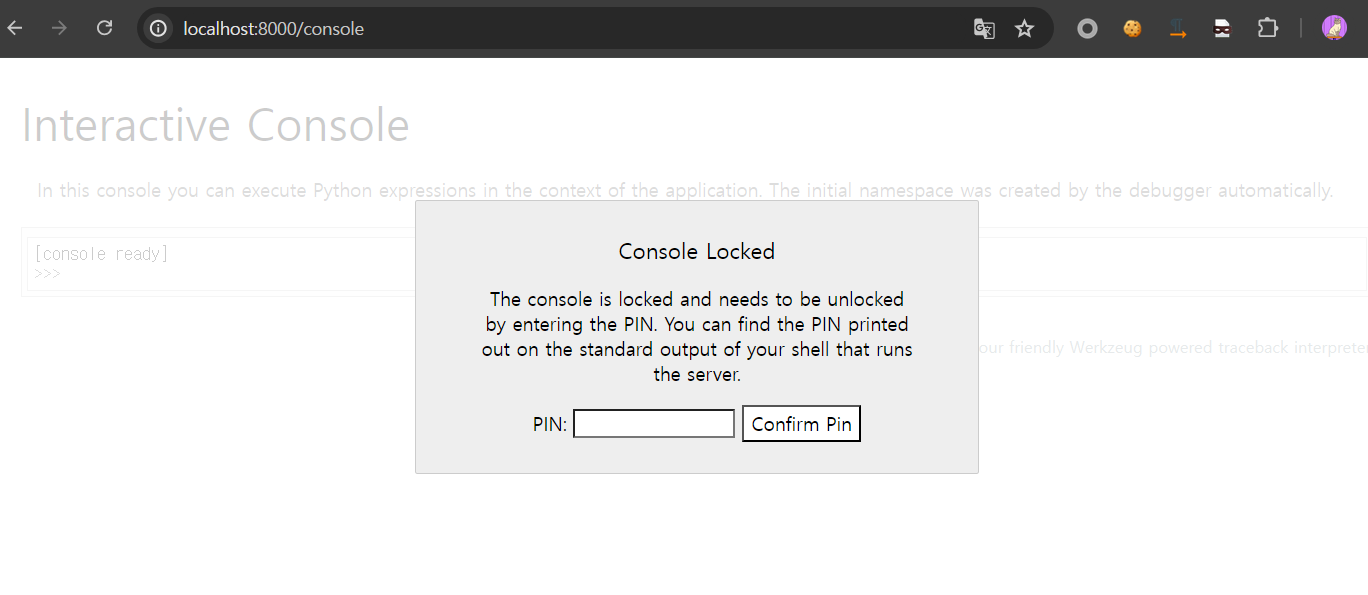 localhost:8000/console
Interactive Console
In this console you can execute Python expressions in the context of the application. The initial namespace was created by the debugger automatically.
[console ready]
>>>
Console Locked
The console is locked and needs to be unlocked
by entering the PIN. You can find the PIN printed
out on the standard output of your shell that runs
the server.
PIN:
Confirm Pin
friendly Werkzeug powered traceback